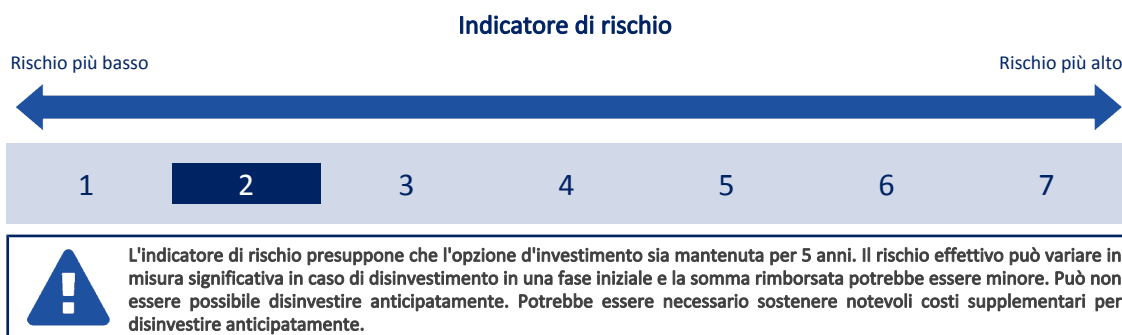 Indicatore di rischio
Rischio più basso
Rischio più alto
1 2 3 4 5 6 7
L'indicatore di rischio presuppone che l'opzione d'investimento sia mantenuta per 5 anni. Il rischio effettivo può variare in
misura significativa in caso di disinvestimento in una fase iniziale e la somma rimborsata potrebbe essere minore. Può non
essere possibile disinvestire anticipatamente. Potrebbe essere necessario sostenere notevoli costi supplementari per
disinvestire anticipatamente.